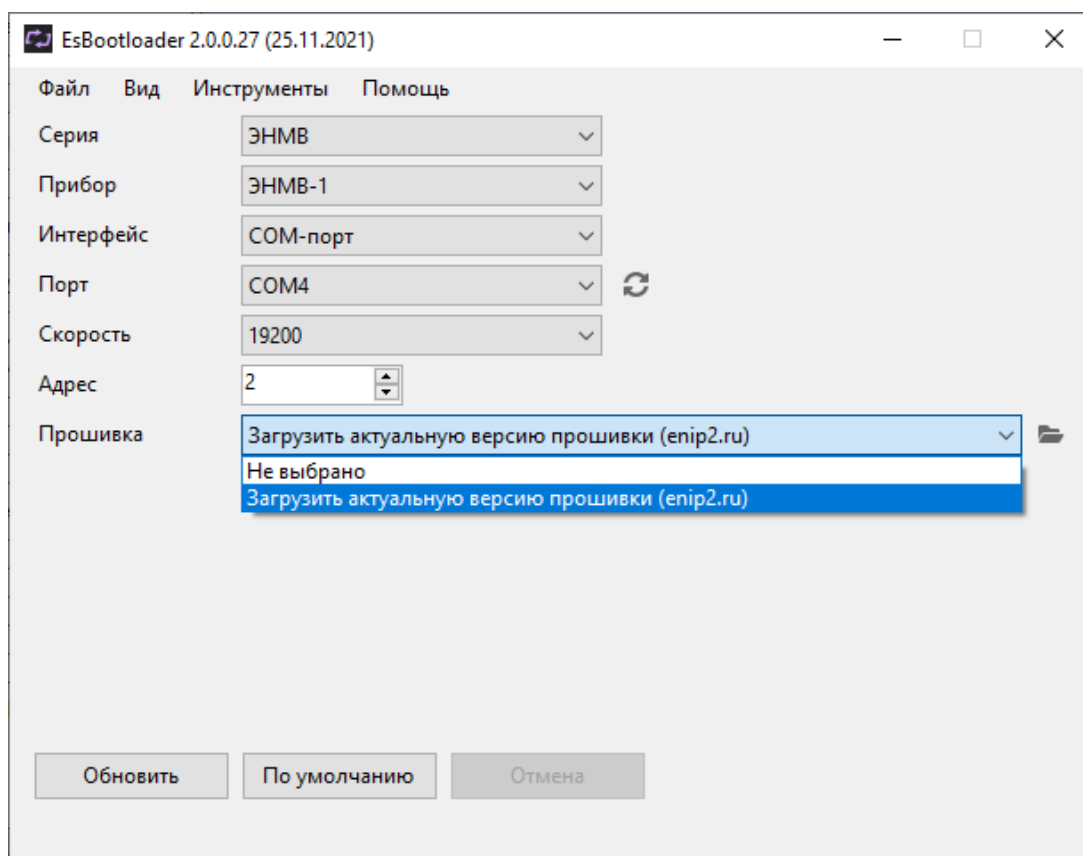 EsBootloader 2.0.0.27 (25.11.2021)
Файл Вид Инструменты Помощь
Серия ЭНМВ
Прибор ЭНМВ-1
Интерфейс COM-порт
Порт COM4
Скорость 19200
Адрес 2
Прошивка Загрузить актуальную версию прошивки (enip2.ru)
Не выбрано
Загрузить актуальную версию прошивки (enip2.ru)
Обновить По умолчанию Отмена